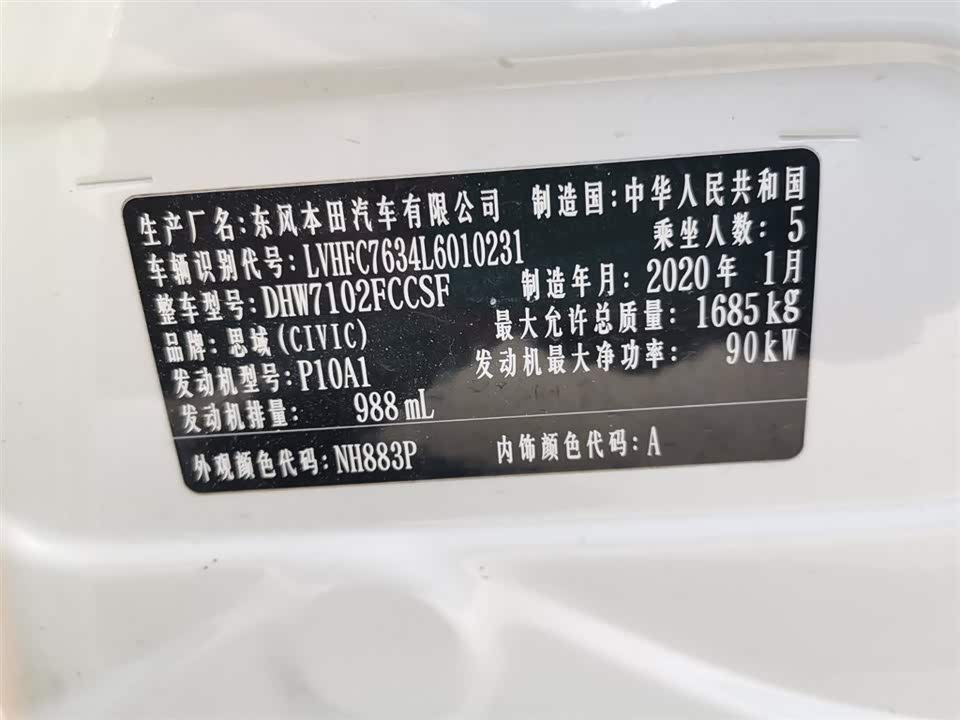 生产厂名:东风本田汽车有限公司 制造国:中华人民共和国
车辆识别代号:LVHFC7634L6010231 乘坐人数: 5
整车型号:DHW7102FCCSF 制造年月:2020年 1月
品牌:思域(CIVIC) 最大允许总质量: 1685kg
发动机型号:P10A1 发动机最大净功率: 90kW
发动机排量: 988mL
外观颜色代码:NH883P 内饰颜色代码:A